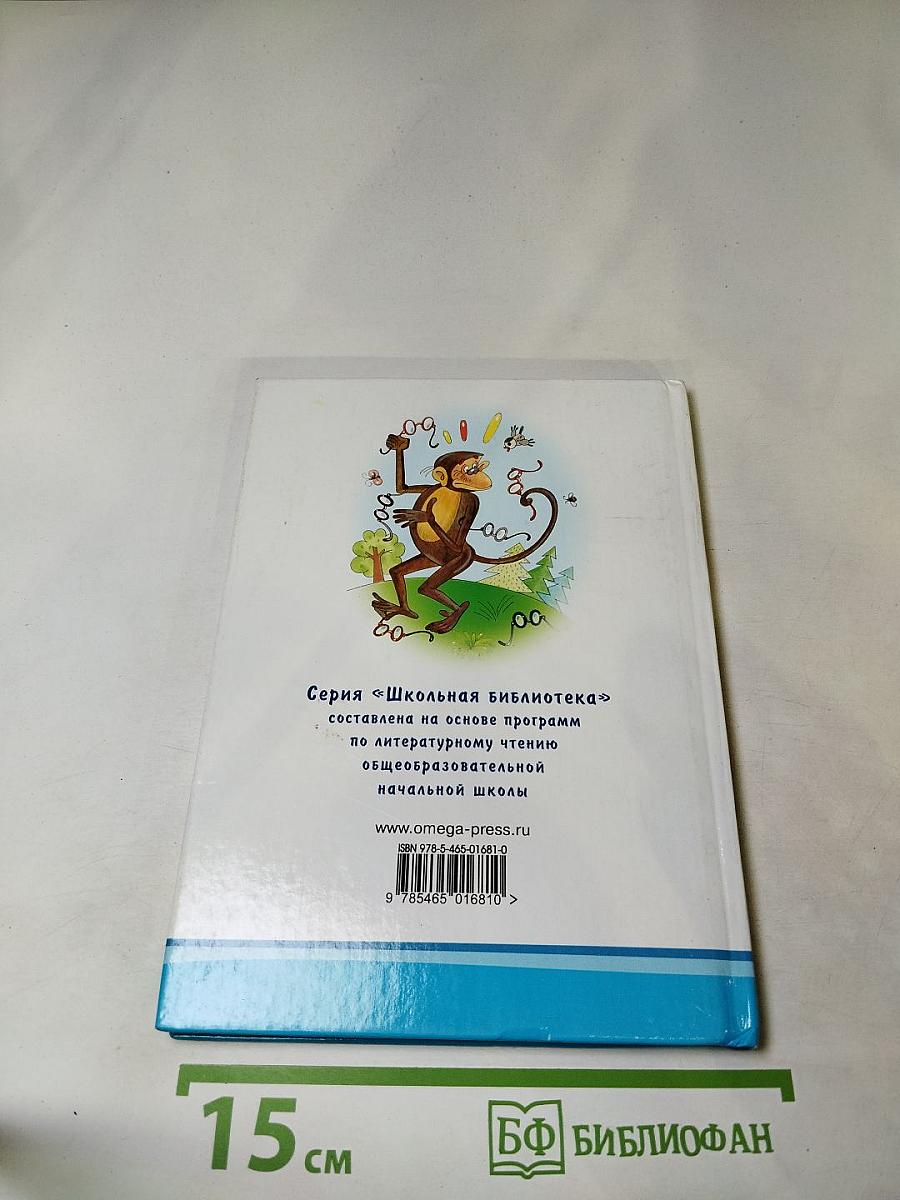 Серия «Школьная библиотека»
составлена на основе программ
по литературному чтению
общеобразовательной
начальной школы
www.omega-press.ru
ISBN 978-5-465-01681-0
9 785465 016810 >
15 см
БФ БИБЛИОФАН